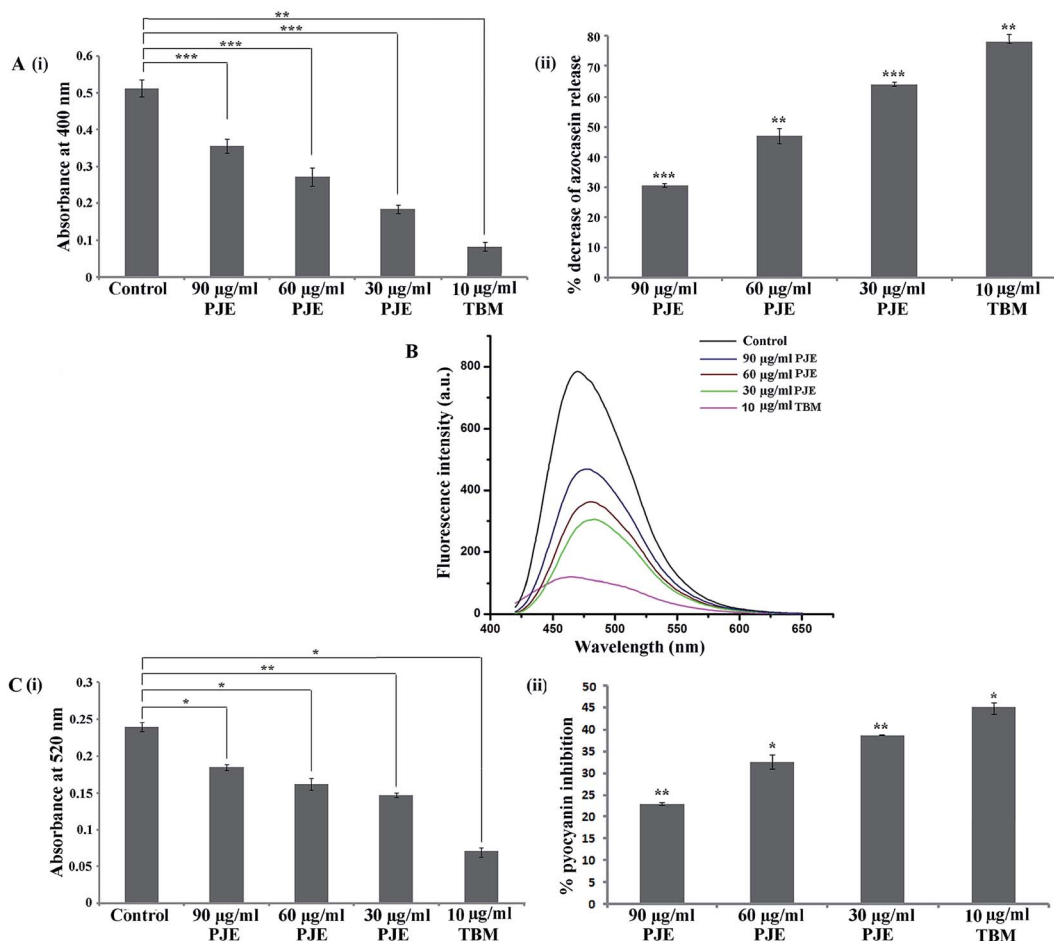 A (i)
Absorbance at 400 nm
0.6
0.5
0.4
0.3
0.2
0.1
0
**
***
***
***
Control
90 µg/ml PJE
60 µg/ml PJE
30 µg/ml PJE
10 µg/ml TBM
(ii)
% decrease of azocasein release
80
70
60
50
40
30
20
10
0
***
**
***
**
90 µg/ml PJE
60 µg/ml PJE
30 µg/ml PJE
10 µg/ml TBM
B
Fluorescence intensity (a.u.)
800
600
400
200
0
Control
90 µg/ml PJE
60 µg/ml PJE
30 µg/ml PJE
10 µg/ml TBM
400 450 500 550 600 650
Wavelength (nm)
C (i)
Absorbance at 520 nm
0.25
0.2
0.15
0.1
0.05
0
*
**
*
*
Control
90 µg/ml PJE
60 µg/ml PJE
30 µg/ml PJE
10 µg/ml TBM
(ii)
% pyocyanin inhibition
50
45
40
35
30
25
20
15
10
5
0
**
*
**
*
90 µg/ml PJE
60 µg/ml PJE
30 µg/ml PJE
10 µg/ml TBM